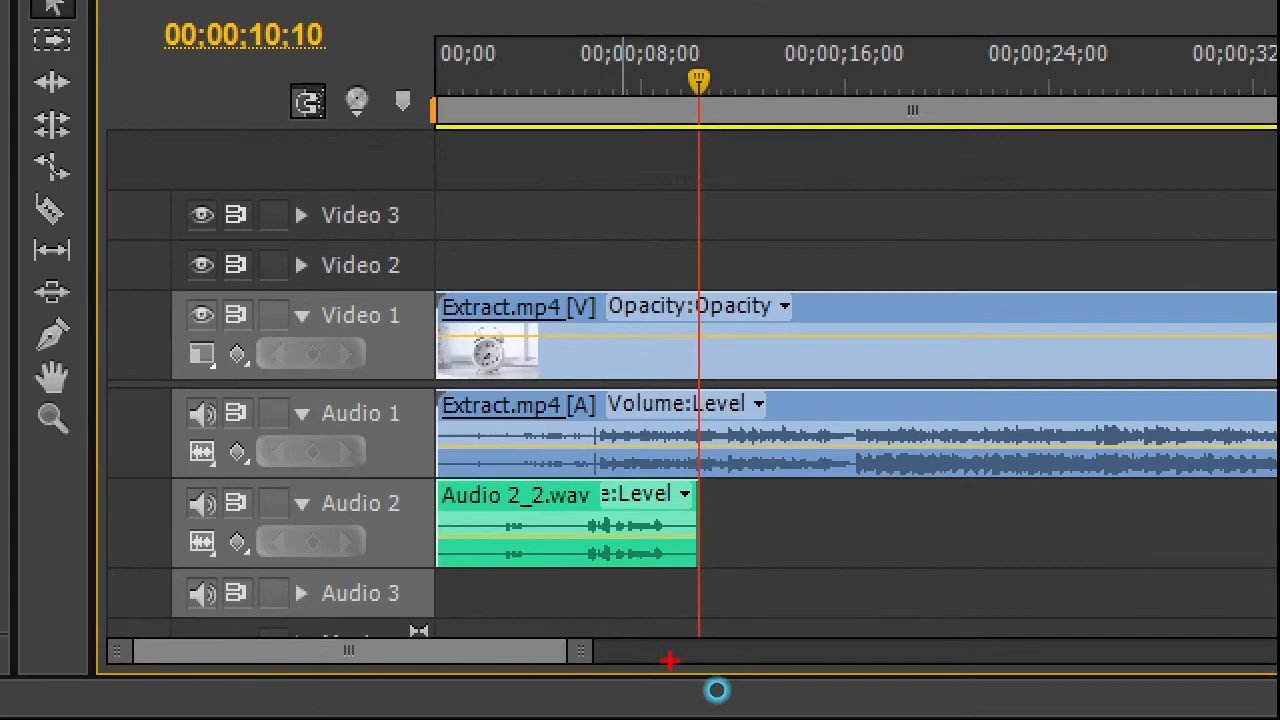 00;00;10;10
00;00 00;00;08;00 00;00;16;00 00;00;24;00 00;00;32
Video 3
Video 2
Video 1 Extract.mp4 [V] Opacity:Opacity
Audio 1 Extract.mp4 [A] Volume:Level
Audio 2 Audio 2_2.wav e:Level
Audio 3